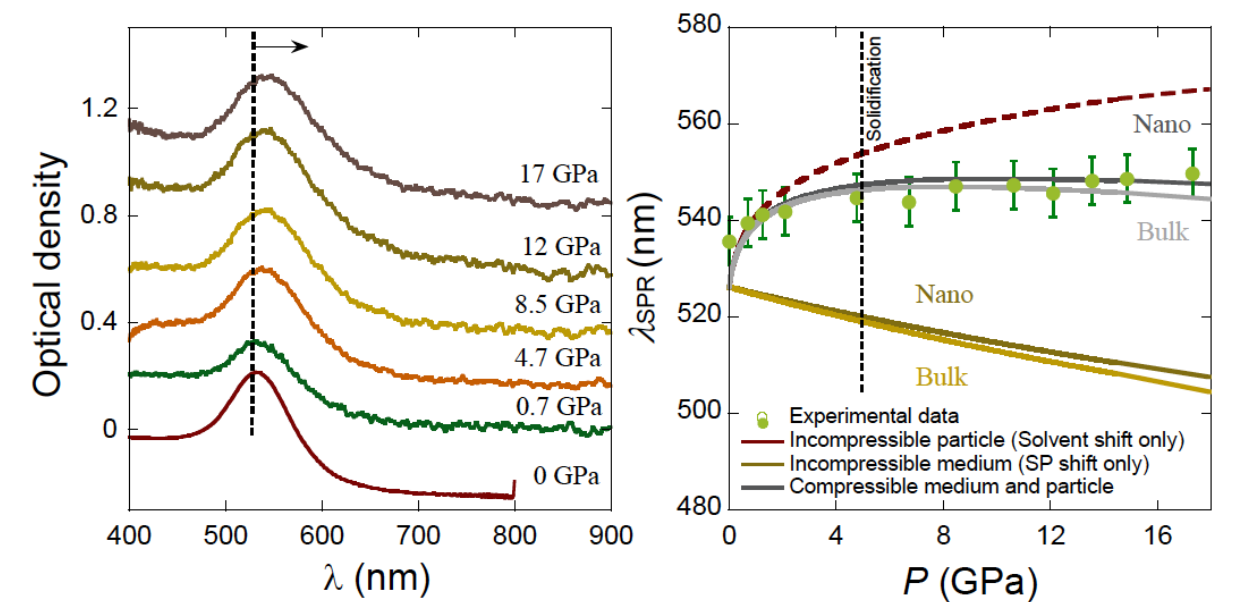 Optical density
1.2
0.8
0.4
0
17 GPa
12 GPa
8.5 GPa
4.7 GPa
0.7 GPa
0 GPa
400
500
600
700
800
900
λ (nm)
λSPR (nm)
580
560
540
520
500
480
Solidification
Nano
Bulk
Nano
Bulk
Experimental data
Incompressible particle (Solvent shift only)
Incompressible medium (SP shift only)
Compressible medium and particle
0
4
8
12
16
P (GPa)